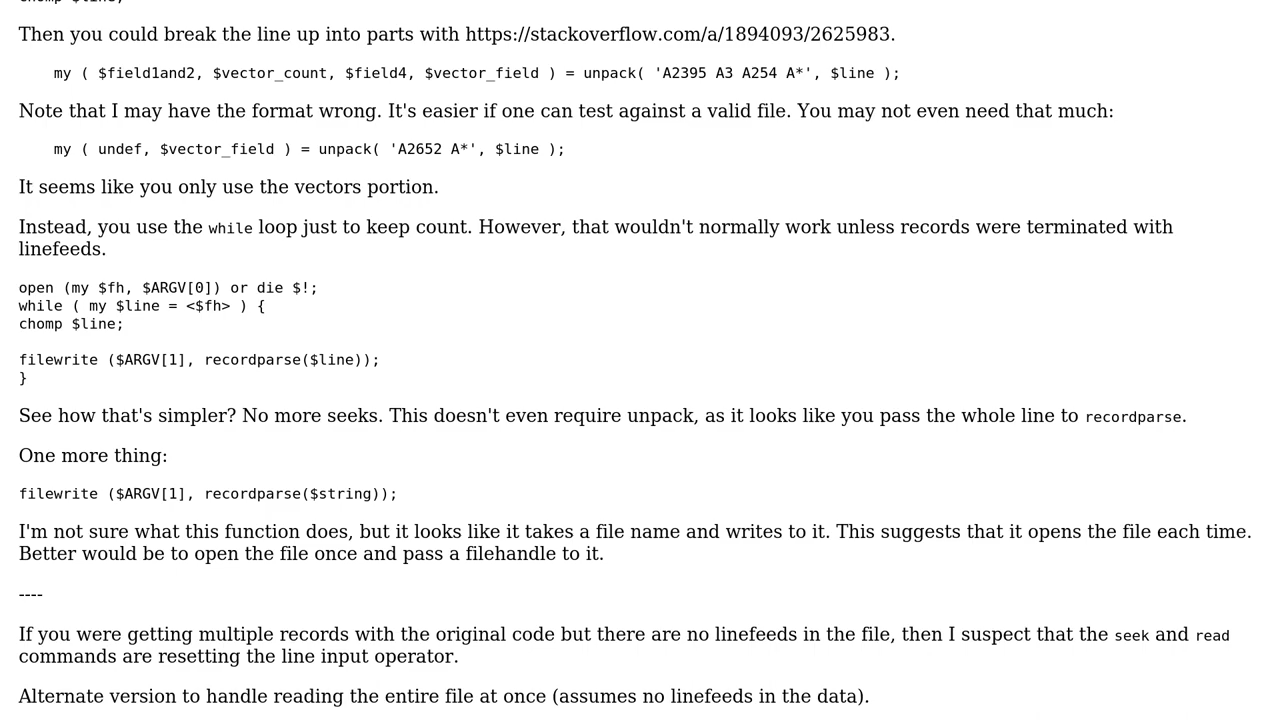 chomp $line;
Then you could break the line up into parts with https://stackoverflow.com/a/1894093/2625983.
my ( $field1and2, $vector_count, $field4, $vector_field ) = unpack( 'A2395 A3 A254 A*', $line );
Note that I may have the format wrong. It's easier if one can test against a valid file. You may not even need that much:
my ( undef, $vector_field ) = unpack( 'A2652 A*', $line );
It seems like you only use the vectors portion.
Instead, you use the while loop just to keep count. However, that wouldn't normally work unless records were terminated with
linefeeds.
open (my $fh, $ARGV[0]) or die $!;
while ( my $line = <$fh> ) {
chomp $line;
filewrite ($ARGV[1], recordparse($line));
}
See how that's simpler? No more seeks. This doesn't even require unpack, as it looks like you pass the whole line to recordparse.
One more thing:
filewrite ($ARGV[1], recordparse($string));
I'm not sure what this function does, but it looks like it takes a file name and writes to it. This suggests that it opens the file each time.
Better would be to open the file once and pass a filehandle to it.
----
If you were getting multiple records with the original code but there are no linefeeds in the file, then I suspect that the seek and read
commands are resetting the line input operator.
Alternate version to handle reading the entire file at once (assumes no linefeeds in the data).